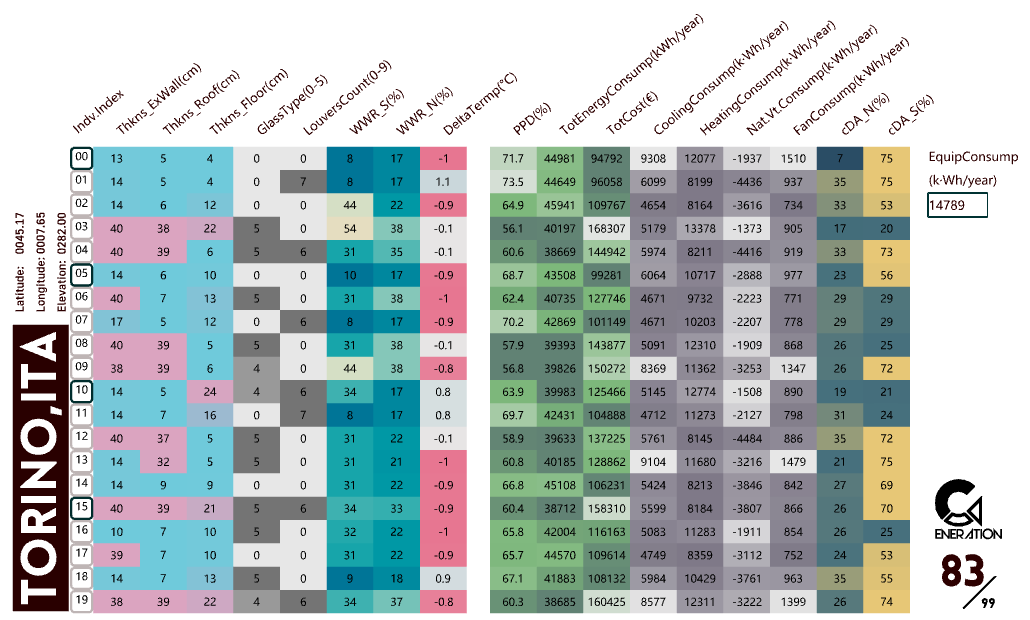 Indv.Index Thkns_ExWall(cm) Thkns_Roof(cm) Thkns_Floor(cm) GlassType(0-5) LouversCount(0-9) WWR_S(%) WWR_N(%) DeltaTermp(°C) PPD(%) TotEnergyConsump(kWh/year) TotCost(€) CoolingConsump(k·Wh/year) HeatingConsump(k·Wh/year) Nat.Vt.Consump(k·Wh/year) FanConsump(k·Wh/year) cDA_N(%) cDA_S(%)
00 13 5 4 0 0 8 17 -1 71.7 44981 94792 9308 12077 -1937 1510 7 75
01 14 5 4 0 7 8 17 1.1 73.5 44649 96058 6099 8199 -4436 937 35 75
02 14 6 12 0 0 44 22 -0.9 64.9 45941 109767 4654 8164 -3616 734 33 53
03 40 38 22 5 0 54 38 -0.1 56.1 40197 168307 5179 13378 -1373 905 17 20
04 40 39 6 5 6 31 35 -0.1 60.6 38669 144942 5974 8211 -4416 919 33 73
05 14 6 10 0 0 10 17 -0.9 68.7 43508 99281 6064 10717 -2888 977 23 56
06 40 7 13 5 0 31 38 -1 62.4 40735 127746 4671 9732 -2223 771 29 29
07 17 5 12 0 6 8 17 -0.9 70.2 42869 101149 4671 10203 -2207 778 29 29
08 40 39 5 5 0 31 38 -0.1 57.9 39393 143877 5091 12310 -1909 868 26 25
09 38 39 6 4 0 44 38 -0.8 56.8 39826 150272 8369 11362 -3253 1347 26 72
10 14 5 24 4 6 34 17 0.8 63.9 39983 125466 5145 12774 -1508 890 19 21
11 14 7 16 0 7 8 17 0.8 69.7 42431 104888 4712 11273 -2127 798 31 24
12 40 37 5 5 0 31 22 -0.1 58.9 39633 137225 5761 8145 -4484 886 35 72
13 14 32 5 5 0 31 21 -1 60.8 40185 128862 9104 11680 -3216 1479 21 75
14 14 9 9 0 0 31 22 -0.9 66.8 45108 106231 5424 8213 -3846 842 27 69
15 40 39 21 5 6 34 33 -0.9 60.4 38712 158310 5599 8184 -3807 866 26 70
16 10 7 10 5 0 32 22 -1 65.8 42004 116163 5083 11283 -1911 854 26 25
17 39 7 10 0 0 31 22 -0.9 65.7 44570 109614 4749 8359 -3112 752 24 53
18 14 7 13 5 0 9 18 0.9 67.1 41883 108132 5984 10429 -3761 963 35 55
19 38 39 22 4 6 34 37 -0.8 60.3 38685 160425 8577 12311 -3222 1399 26 74
EquipConsump
(k·Wh/year)
14789
Latitude: 0045.17
Longitude: 0007.65
Elevation: 0282.00
TORINO,ITA
ENERATION
83/99